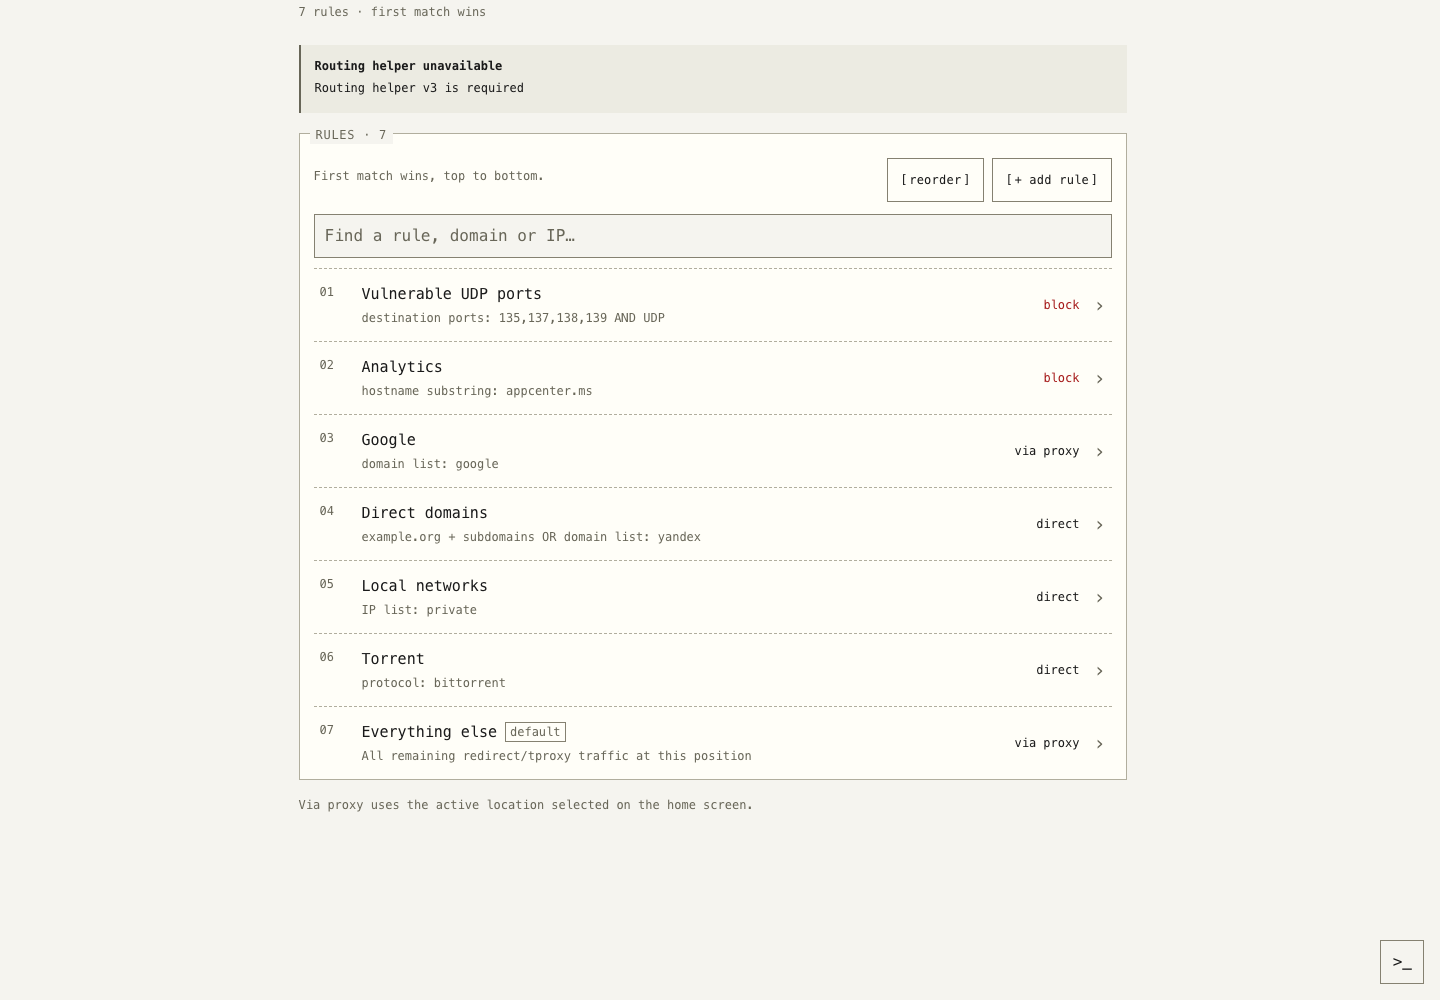 7 rules · first match wins
Routing helper unavailable
Routing helper v3 is required
RULES · 7
First match wins, top to bottom.
[reorder]
[+ add rule]
Find a rule, domain or IP…
01
Vulnerable UDP ports
destination ports: 135,137,138,139 AND UDP
block ›
02
Analytics
hostname substring: appcenter.ms
block ›
03
Google
domain list: google
via proxy ›
04
Direct domains
example.org + subdomains OR domain list: yandex
direct ›
05
Local networks
IP list: private
direct ›
06
Torrent
protocol: bittorrent
direct ›
07
Everything else default
All remaining redirect/tproxy traffic at this position
via proxy ›
Via proxy uses the active location selected on the home screen.
>_